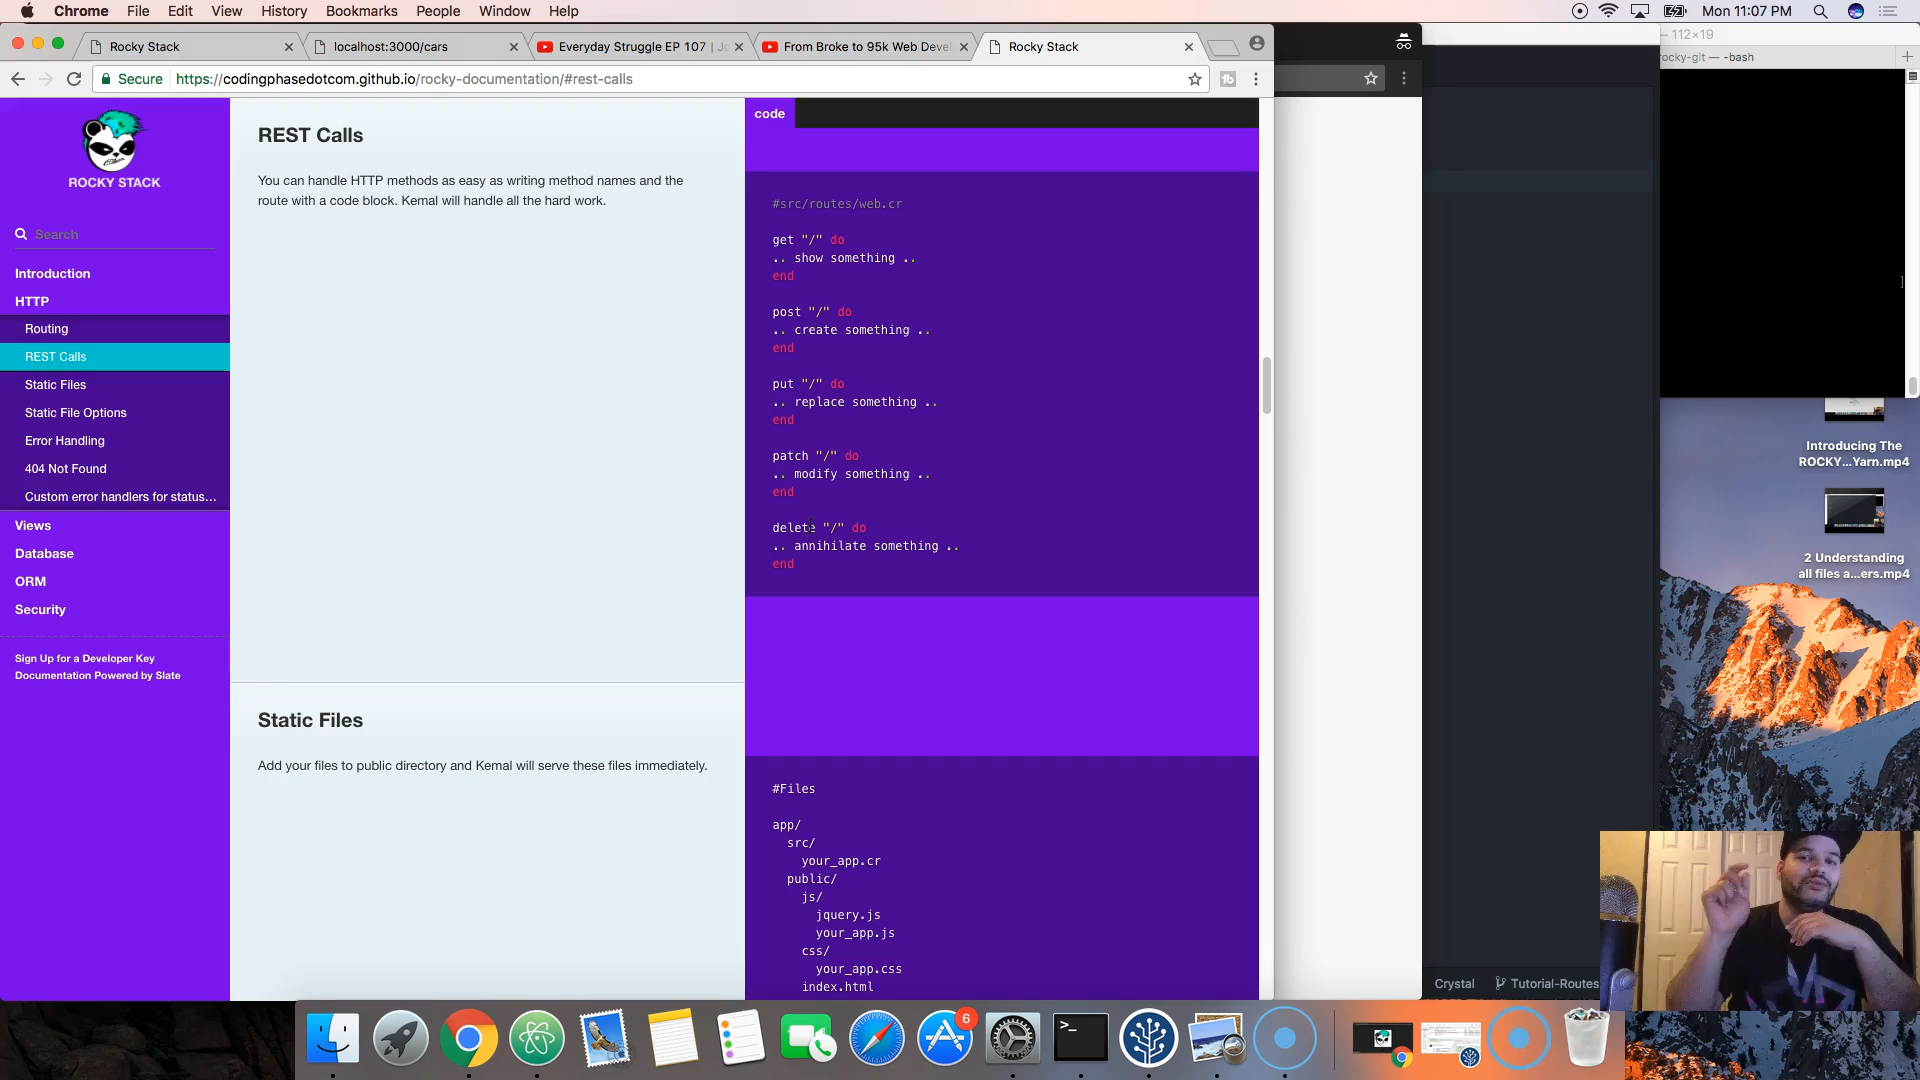 Chrome File Edit View History Bookmarks People Window Help
Mon 11:07 PM
Rocky Stack
localhost:3000/cars
Everyday Struggle EP 107 | Jo
From Broke to 95k Web Deve
Rocky Stack
112×19
rocky-git — -bash
Secure https://codingphasedotcom.github.io/rocky-documentation/#rest-calls
ROCKY STACK
Search
Introduction
HTTP
Routing
REST Calls
Static Files
Static File Options
Error Handling
404 Not Found
Custom error handlers for status...
Views
Database
ORM
Security
Sign Up for a Developer Key
Documentation Powered by Slate
REST Calls
You can handle HTTP methods as easy as writing method names and the
route with a code block. Kemal will handle all the hard work.
Static Files
Add your files to public directory and Kemal will serve these files immediately.
code
#src/routes/web.cr
get "/" do
.. show something ..
end
post "/" do
.. create something ..
end
put "/" do
.. replace something ..
end
patch "/" do
.. modify something ..
end
delete "/" do
.. annihilate something ..
end
#Files
app/
src/
your_app.cr
public/
js/
jquery.js
your_app.js
css/
your_app.css
index.html
Introducing The
ROCKY...Yarn.mp4
2 Understanding
all files a...ers.mp4
Crystal
Tutorial-Routes
6